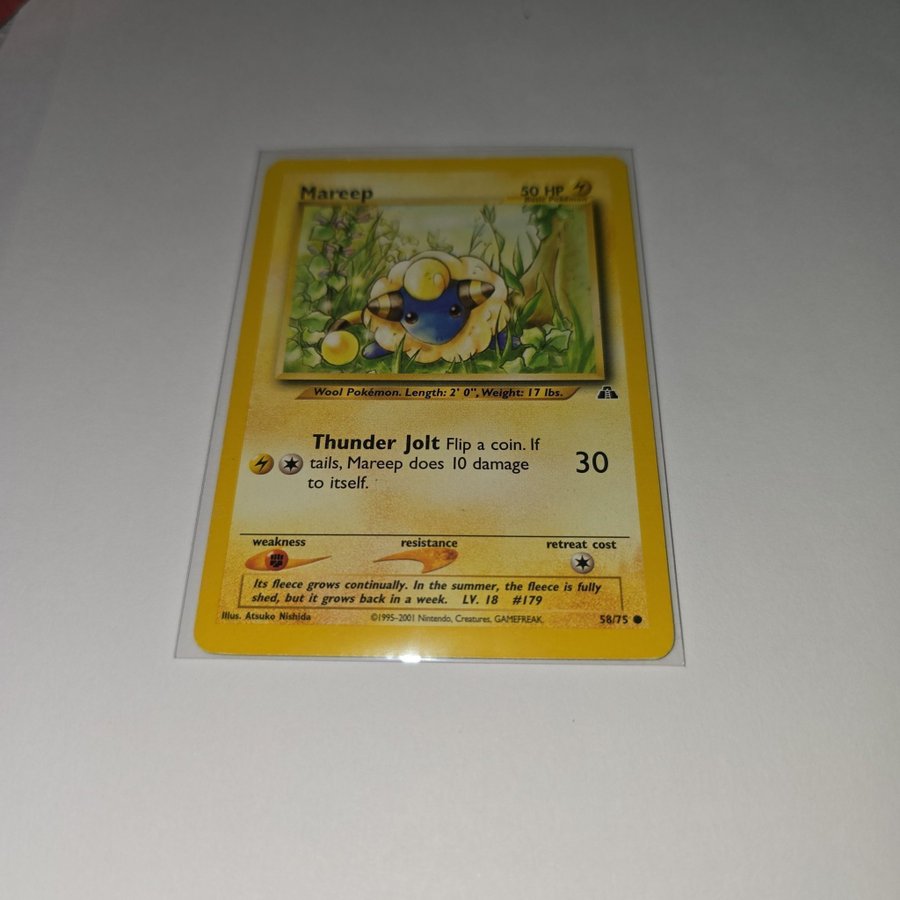 Mareep 50 HP
Basic Pokémon
Wool Pokémon. Length: 2' 0", Weight: 17 lbs.
Thunder Jolt Flip a coin. If
tails, Mareep does 10 damage 30
to itself.
weakness resistance retreat cost
Its fleece grows continually. In the summer, the fleece is fully
shed, but it grows back in a week. LV. 18 #179
Illus. Atsuko Nishida ©1995-2001 Nintendo, Creatures, GAMEFREAK. 58/75